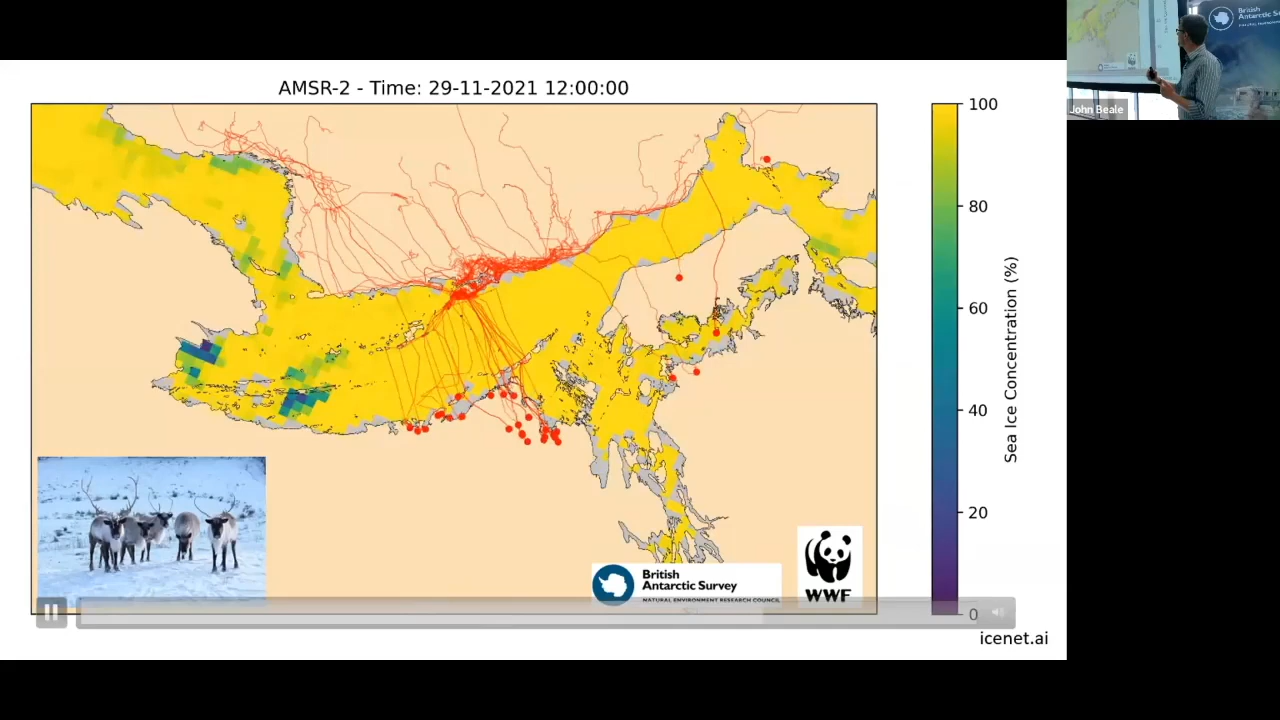 AMSR-2 - Time: 29-11-2021 12:00:00
100
80
60
40
20
0
Sea Ice Concentration (%)
British
Antarctic Survey
NATURAL ENVIRONMENT RESEARCH COUNCIL
WWF
icenet.ai
British
Antarctic
John Beale